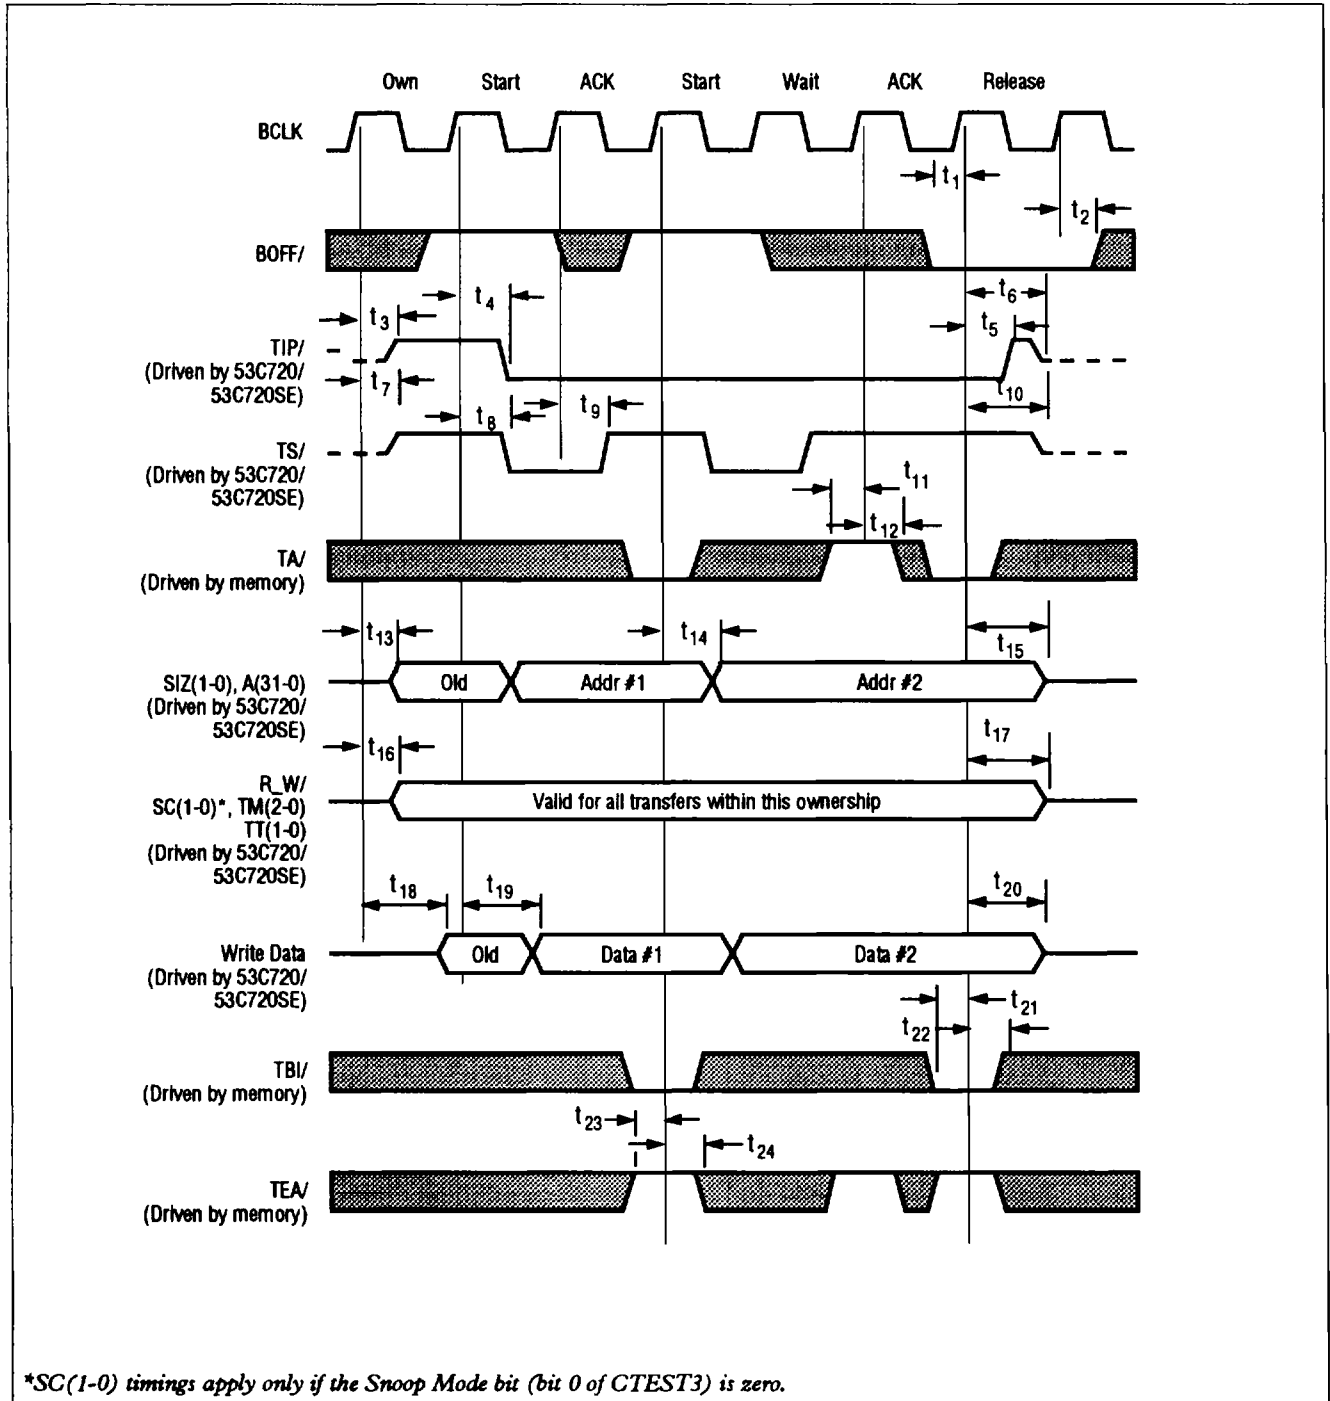 Own Start ACK Start Wait ACK Release
BCLK
t1
t2
BOFF/
t6
t4
t3
t5
TIP/
(Driven by 53C720/
53C720SE)
t7
t10
t8
t9
TS/
(Driven by 53C720/
53C720SE)
t11
t12
TA/
(Driven by memory)
t13
t14
t15
SIZ(1-0), A(31-0)
Old Addr #1 Addr #2
(Driven by 53C720/
53C720SE)
t16
t17
R_W/
SC(1-0)*, TM(2-0)
Valid for all transfers within this ownership
TT(1-0)
(Driven by 53C720/
53C720SE)
t18
t19
t20
Write Data
Old Data #1 Data #2
(Driven by 53C720/
53C720SE)
t21
t22
TBI/
(Driven by memory)
t23
t24
TEA/
(Driven by memory)
*SC(1-0) timings apply only if the Snoop Mode bit (bit 0 of CTEST3) is zero.